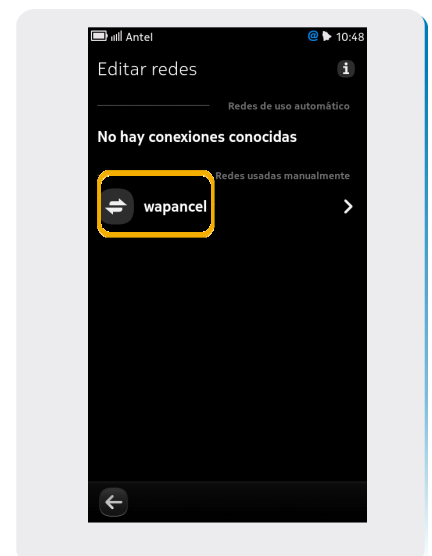 Antel @ 10:48
Editar redes i
Redes de uso automático
No hay conexiones conocidas
Redes usadas manualmente
wapancel